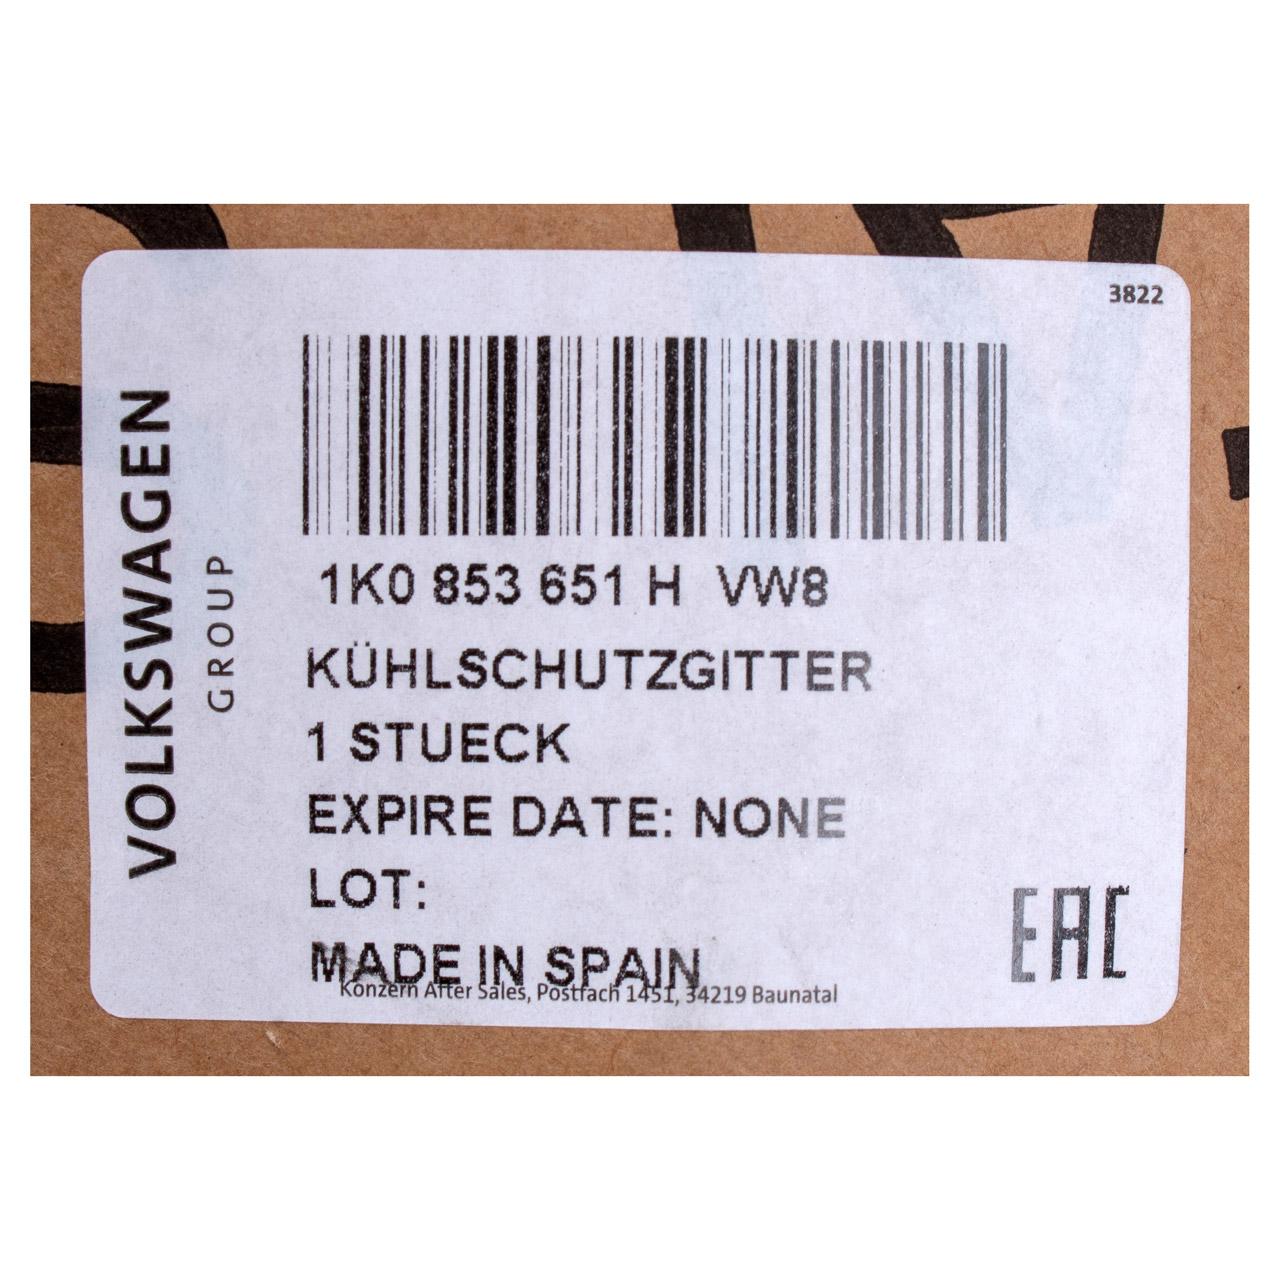 3822
VOLKSWAGEN
GROUP
1K0 853 651 H VW8
KÜHLSCHUTZGITTER
1 STUECK
EXPIRE DATE: NONE
LOT:
MADE IN SPAIN
Konzern After Sales, Postfach 1451, 34219 Baunatal
EAC